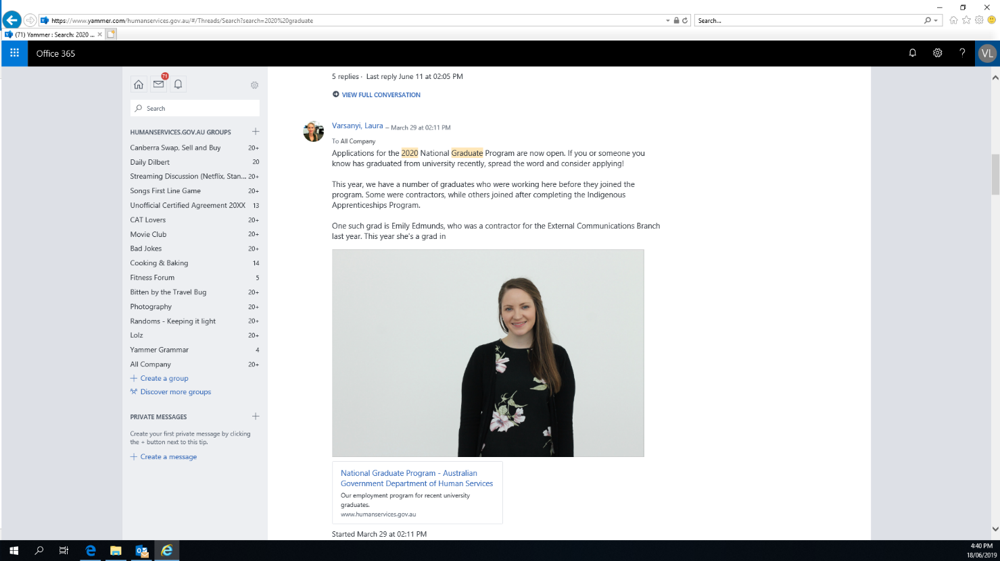 https://www.yammer.com/humanservices.gov.au/#/Threads/Search?search=2020%20graduate
Search...
(71) Yammer : Search: 2020 ...
Office 365
VL
71
Search
HUMANSERVICES.GOV.AU GROUPS
Canberra Swap, Sell and Buy 20+
Daily Dilbert 20
Streaming Discussion (Netflix, Stan... 20+
Songs First Line Game 20+
Unofficial Certified Agreement 20XX 13
CAT Lovers 20+
Movie Club 20+
Bad Jokes 20+
Cooking & Baking 14
Fitness Forum 5
Bitten by the Travel Bug 20+
Photography 20+
Randoms - Keeping it light 20+
Lolz 20+
Yammer Grammar 4
All Company 20+
Create a group
Discover more groups
PRIVATE MESSAGES
Create your first private message by clicking
the + button next to this tip.
Create a message
5 replies · Last reply June 11 at 02:05 PM
VIEW FULL CONVERSATION
Varsanyi, Laura – March 29 at 02:11 PM
To All Company
Applications for the 2020 National Graduate Program are now open. If you or someone you
know has graduated from university recently, spread the word and consider applying!
This year, we have a number of graduates who were working here before they joined the
program. Some were contractors, while others joined after completing the Indigenous
Apprenticeships Program.
One such grad is Emily Edmunds, who was a contractor for the External Communications Branch
last year. This year she's a grad in
National Graduate Program - Australian
Government Department of Human Services
Our employment program for recent university
graduates.
www.humanservices.gov.au
Started March 29 at 02:11 PM
4:40 PM
18/06/2019